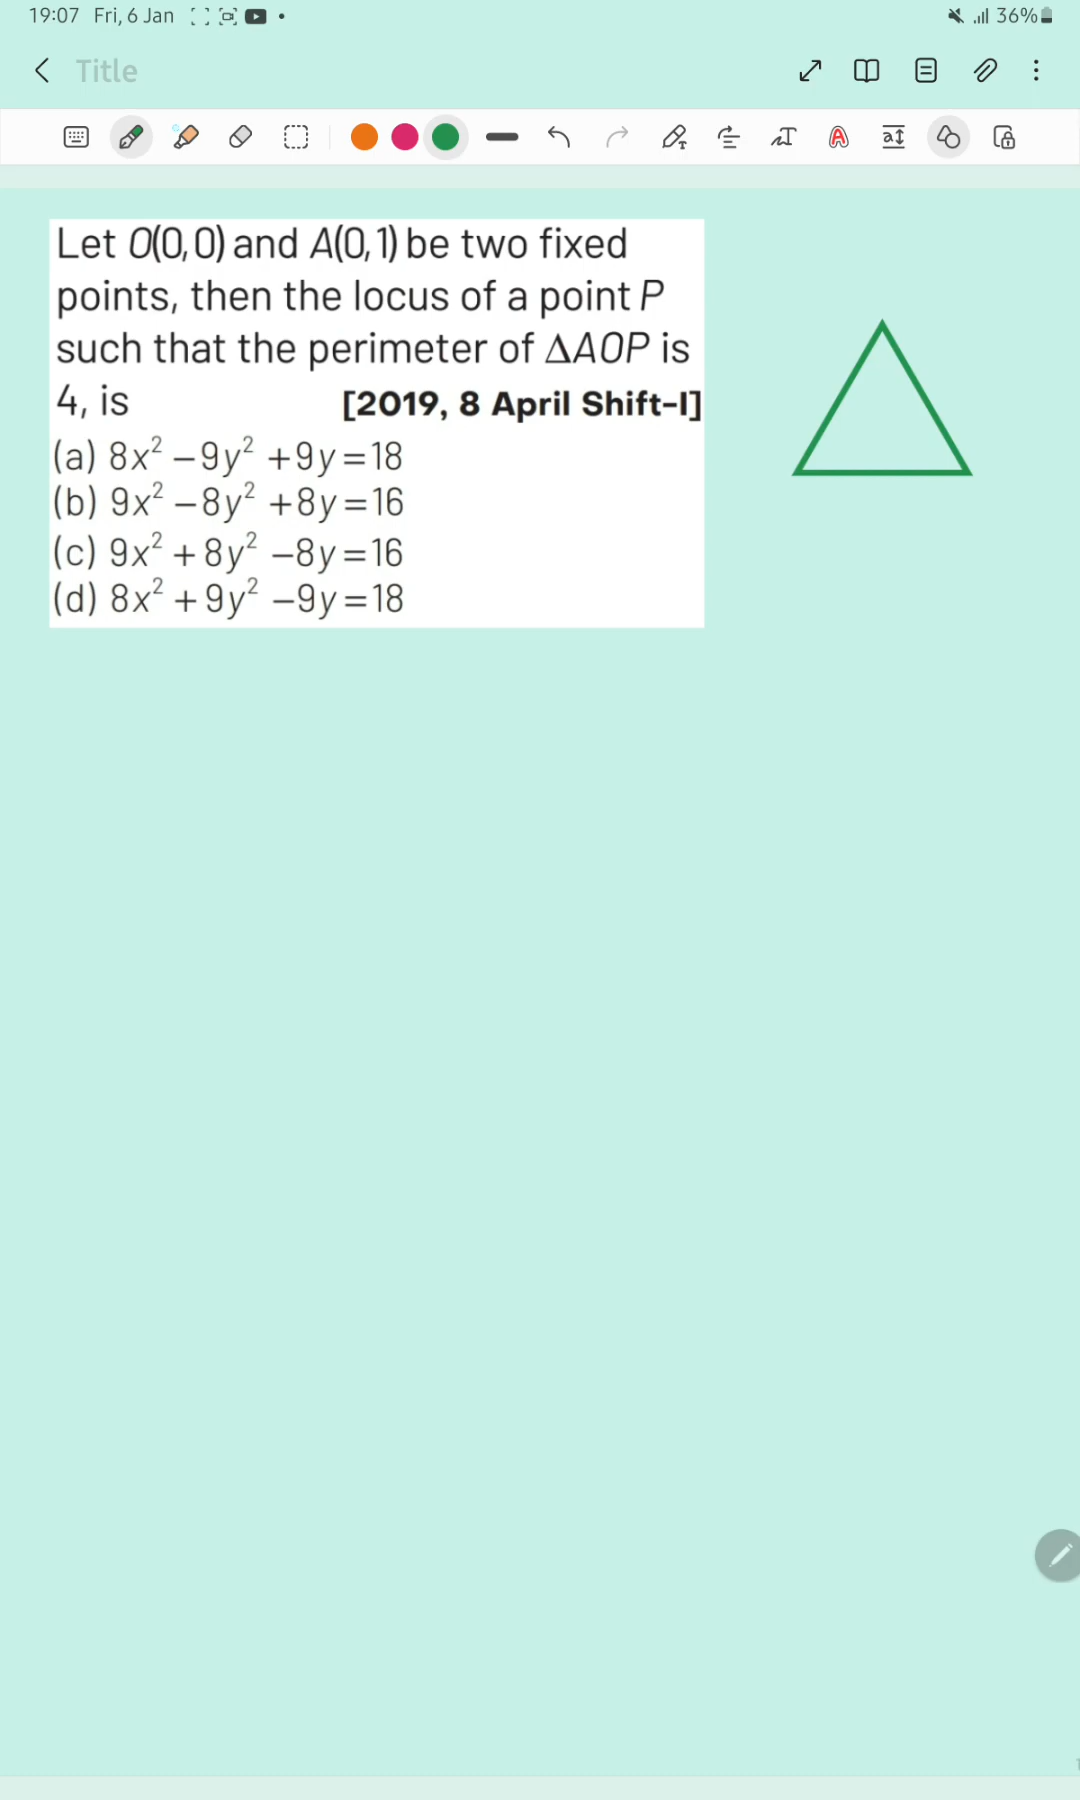 19:07 Fri, 6 Jan 36%
Title
Let O(0,0) and A(0,1) be two fixed
points, then the locus of a point P
such that the perimeter of ΔAOP is
4, is [2019, 8 April Shift-I]
(a) 8x² – 9y² + 9y = 18
(b) 9x² – 8y² + 8y = 16
(c) 9x² + 8y² – 8y = 16
(d) 8x² + 9y² – 9y = 18